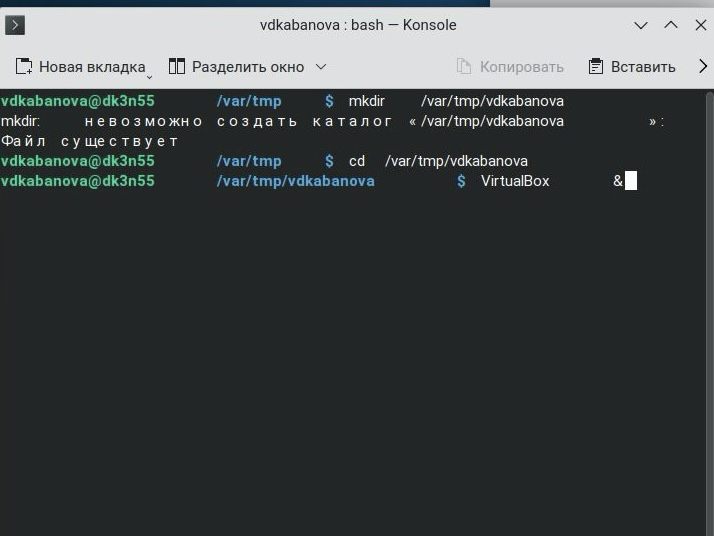 vdkabanova : bash — Konsole
Новая вкладка Разделить окно Копировать Вставить
vdkabanova@dk3n55 /var/tmp $ mkdir /var/tmp/vdkabanova
mkdir: невозможно создать каталог «/var/tmp/vdkabanova»:
Файл существует
vdkabanova@dk3n55 /var/tmp $ cd /var/tmp/vdkabanova
vdkabanova@dk3n55 /var/tmp/vdkabanova $ VirtualBox &